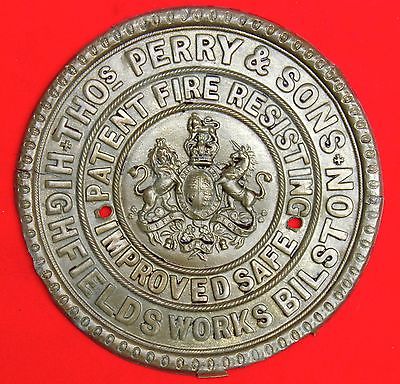 THOS PERRY & SONS
HIGHFIELDS WORKS BILSTON
PATENT FIRE RESISTING
IMPROVED SAFE